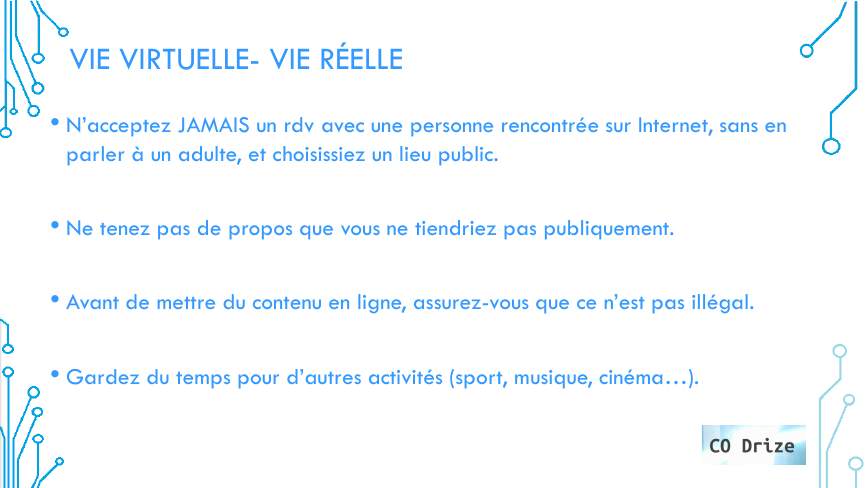 VIE VIRTUELLE- VIE RÉELLE
• N'acceptez JAMAIS un rdv avec une personne rencontrée sur Internet, sans en
parler à un adulte, et choisissiez un lieu public.
• Ne tenez pas de propos que vous ne tiendriez pas publiquement.
• Avant de mettre du contenu en ligne, assurez-vous que ce n'est pas illégal.
• Gardez du temps pour d'autres activités (sport, musique, cinéma…).
CO Drize